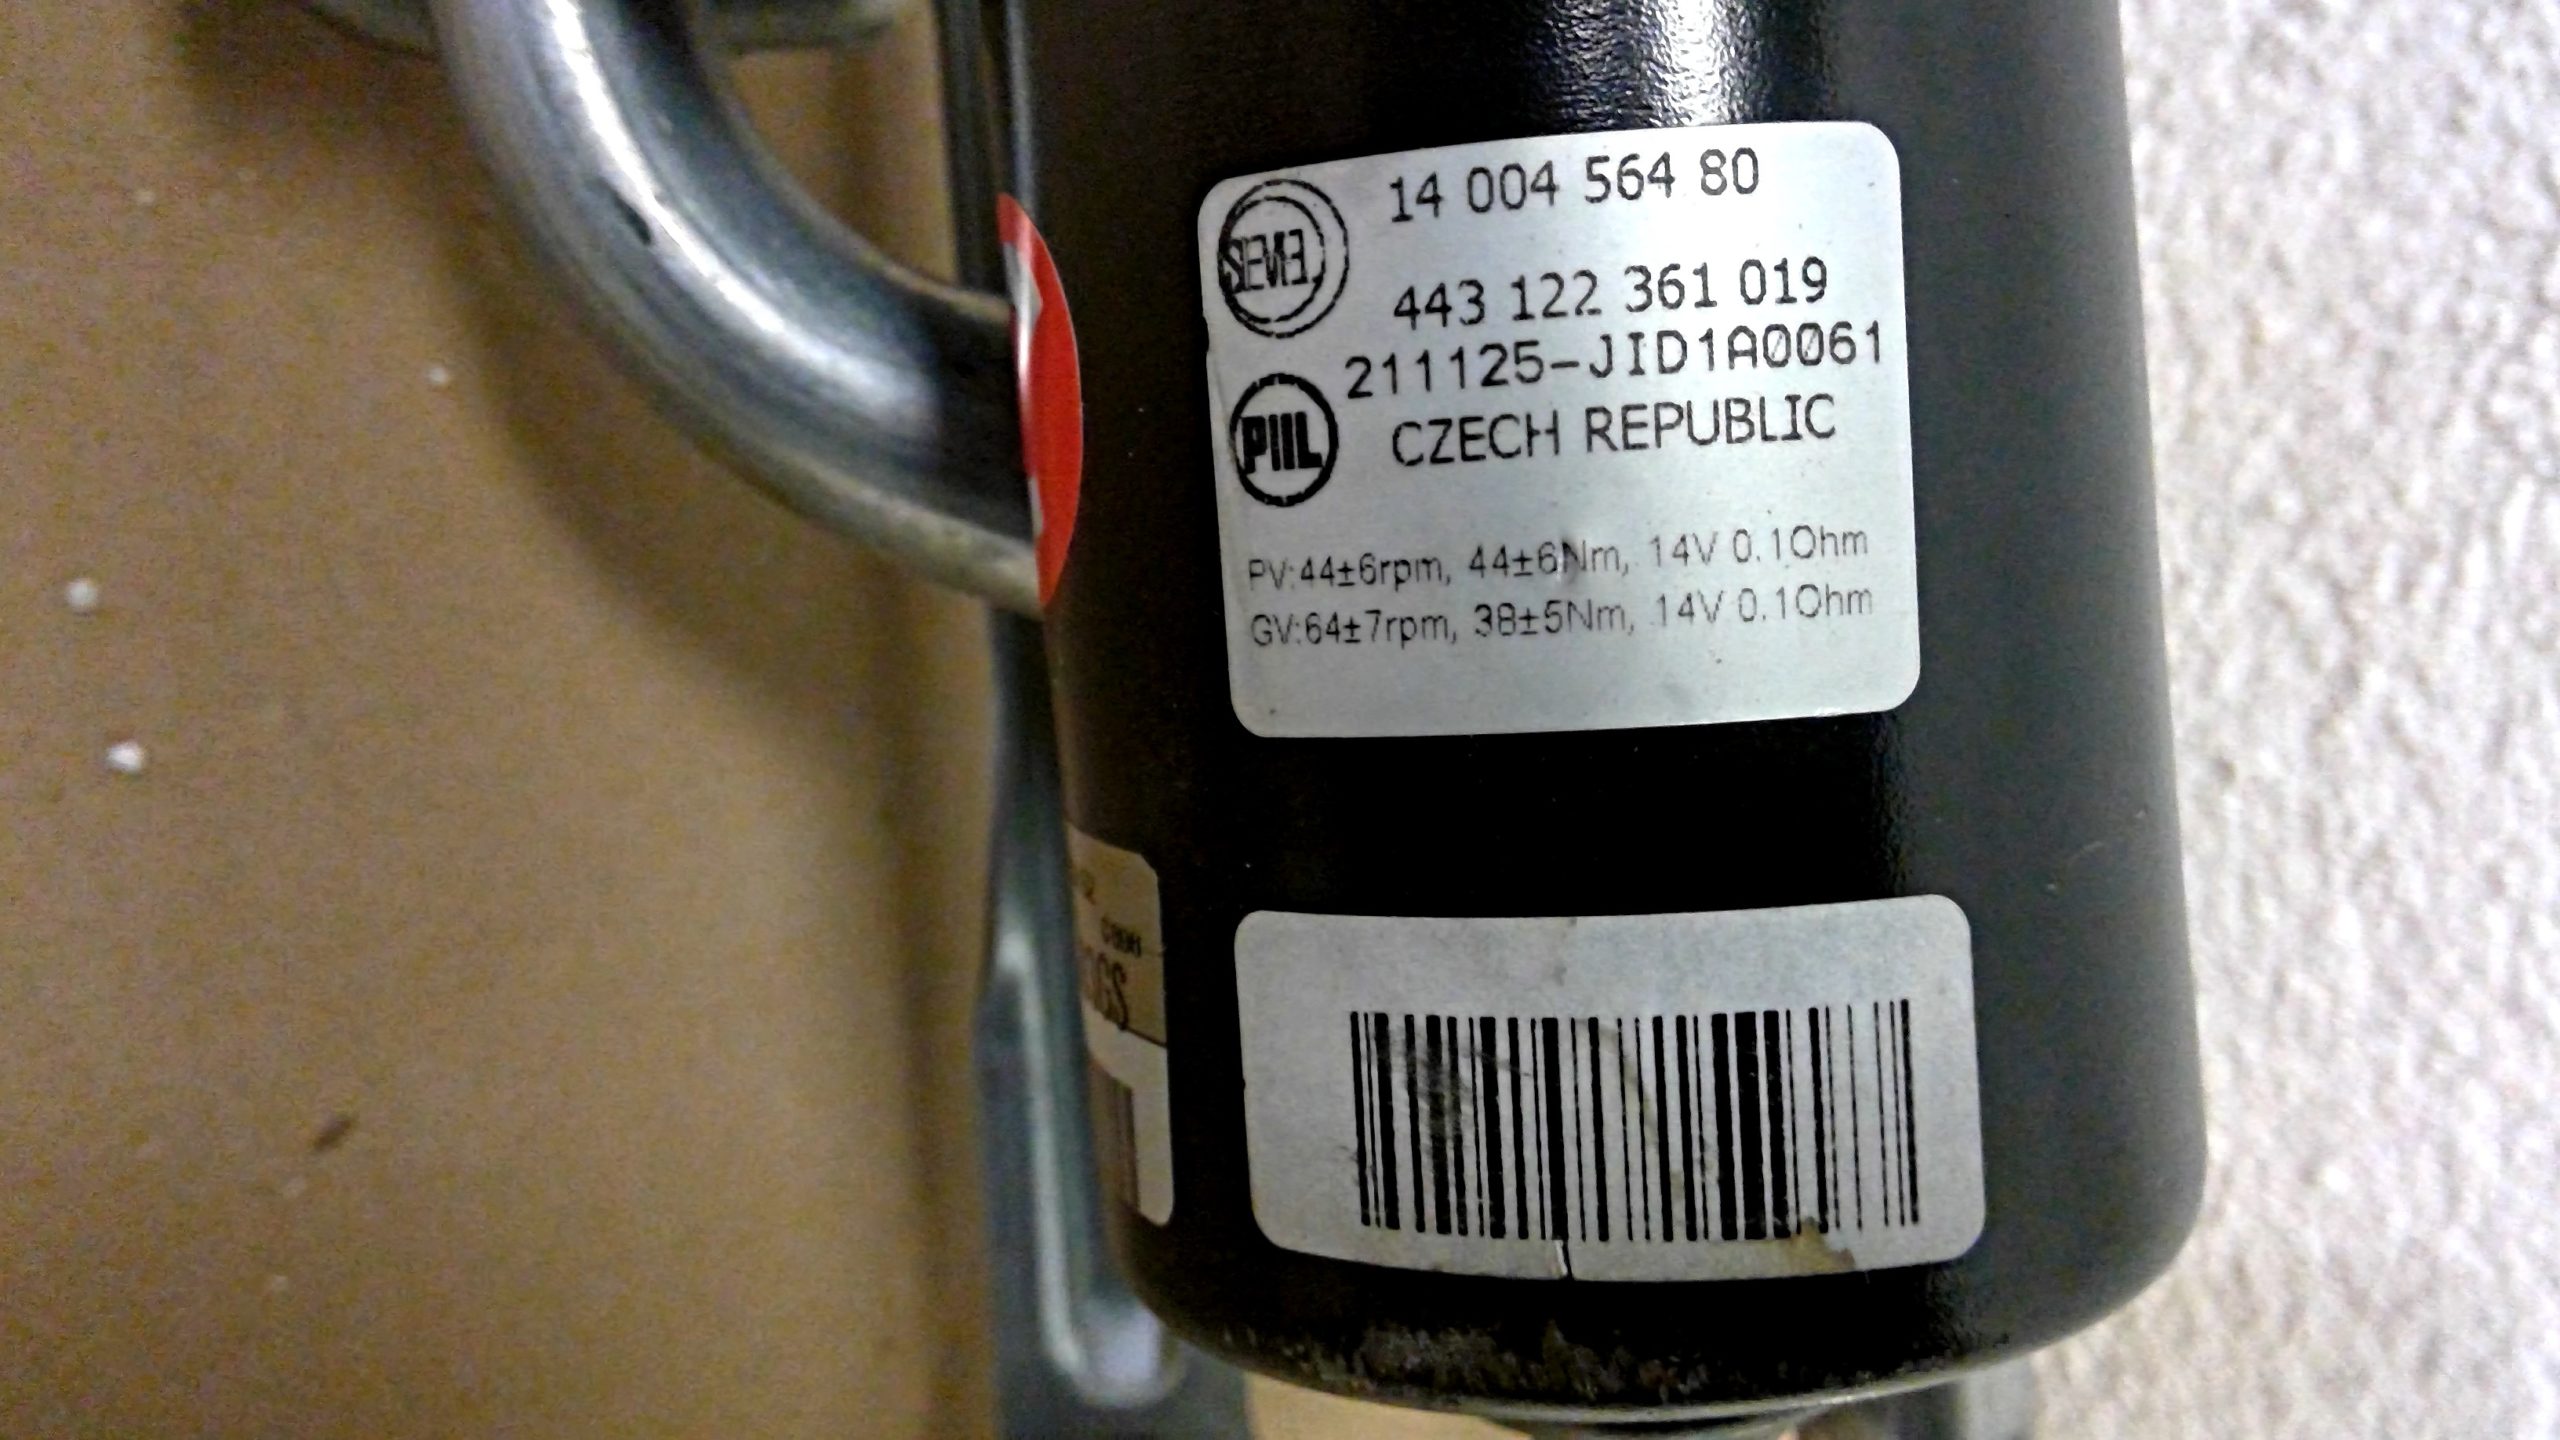 SEVEL
14 004 564 80
443 122 361 019
211125-JID1A0061
PIIL
CZECH REPUBLIC
PV:44±6rpm, 44±6Nm, 14V 0.1Ohm
GV:64±7rpm, 38±5Nm, 14V 0.1Ohm